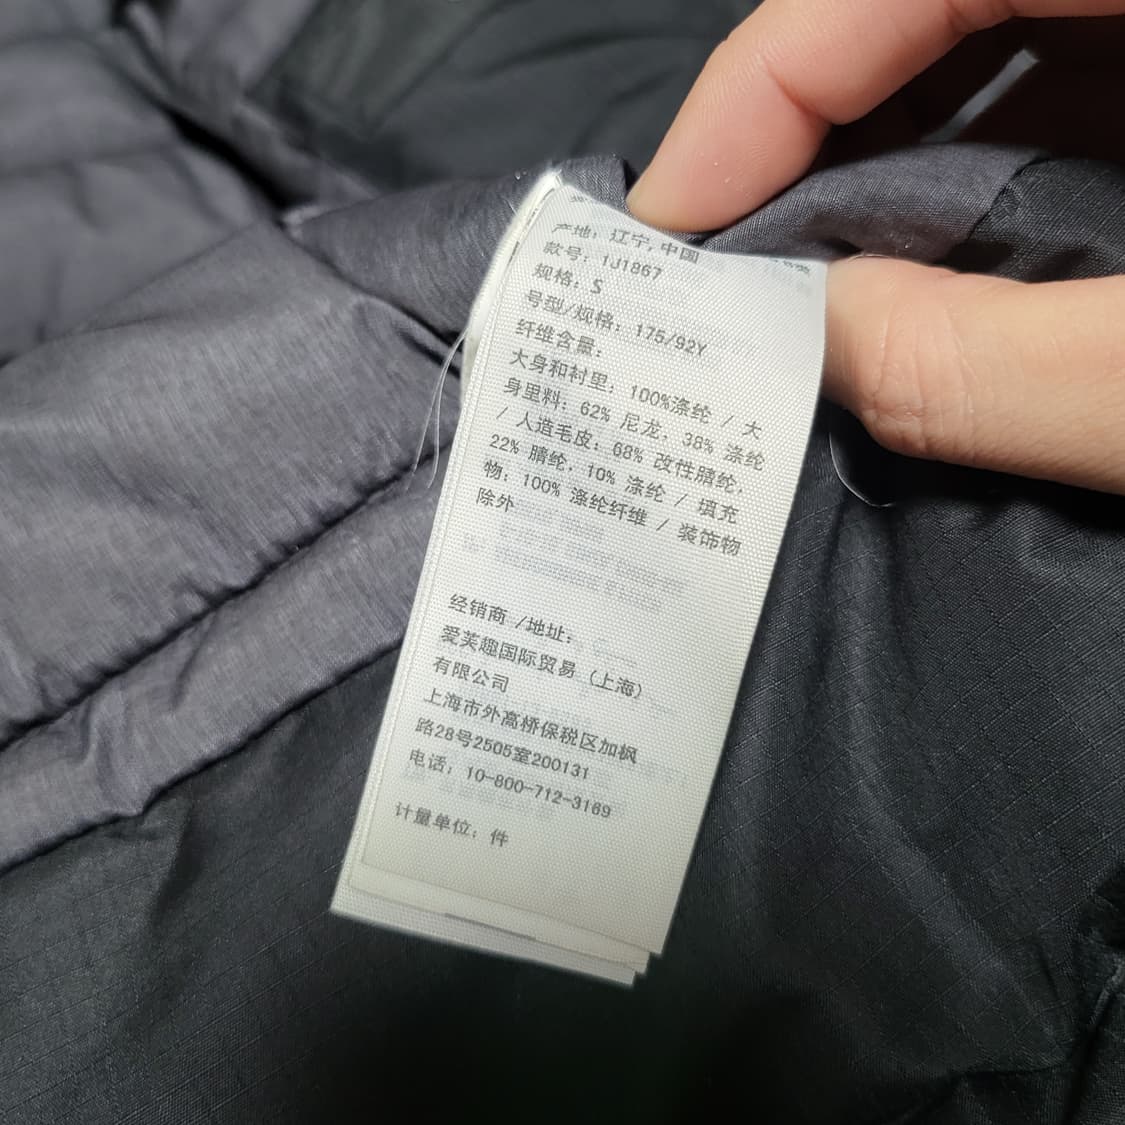 产地：辽宁，中国
款号：1J1867
规格：S
号型/规格：175/92Y
纤维含量：
大身和衬里：100%涤纶 / 大
身里料：62% 尼龙，38% 涤纶
/ 人造毛皮：68% 改性腈纶，
22% 腈纶，10% 涤纶 / 填充
物：100% 涤纶纤维 / 装饰物
除外
经销商 /地址：
爱芙趣国际贸易 (上海)
有限公司
上海市外高桥保税区加枫
路28号2505室200131
电话：10-800-712-3169
计量单位：件